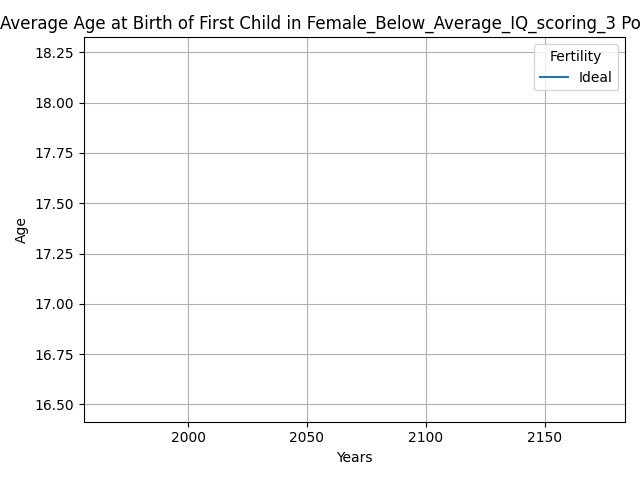 Average Age at Birth of First Child in Female_Below_Average_IQ_scoring_3 Po
18.25
18.00
17.75
17.50
17.25
17.00
16.75
16.50
Age
Fertility
Ideal
2000 2050 2100 2150
Years